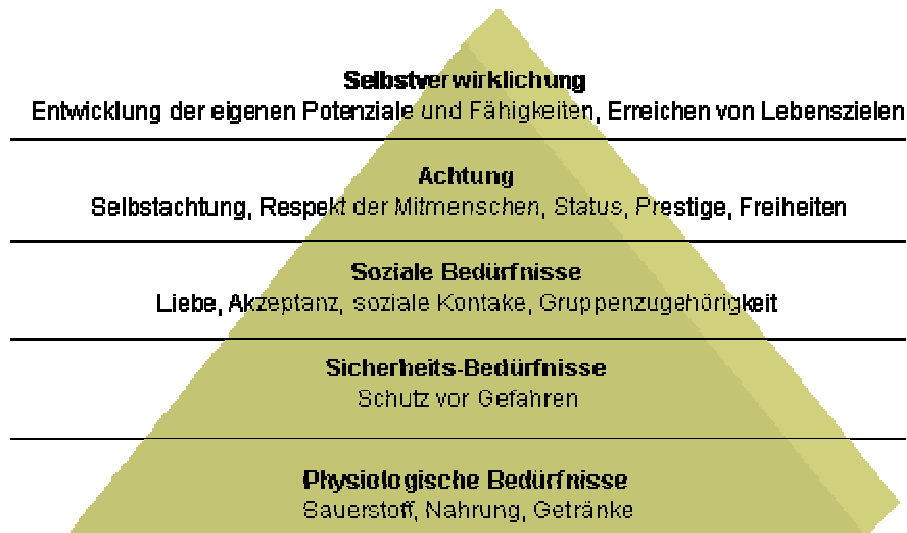 Selbstverwirklichung
Entwicklung der eigenen Potenziale und Fähigkeiten, Erreichen von Lebenszielen
Achtung
Selbstachtung, Respekt der Mitmenschen, Status, Prestige, Freiheiten
Soziale Bedürfnisse
Liebe, Akzeptanz, soziale Kontake, Gruppenzugehörigkeit
Sicherheits-Bedürfnisse
Schutz vor Gefahren
Physiologische Bedürfnisse
Sauerstoff, Nahrung, Getränke